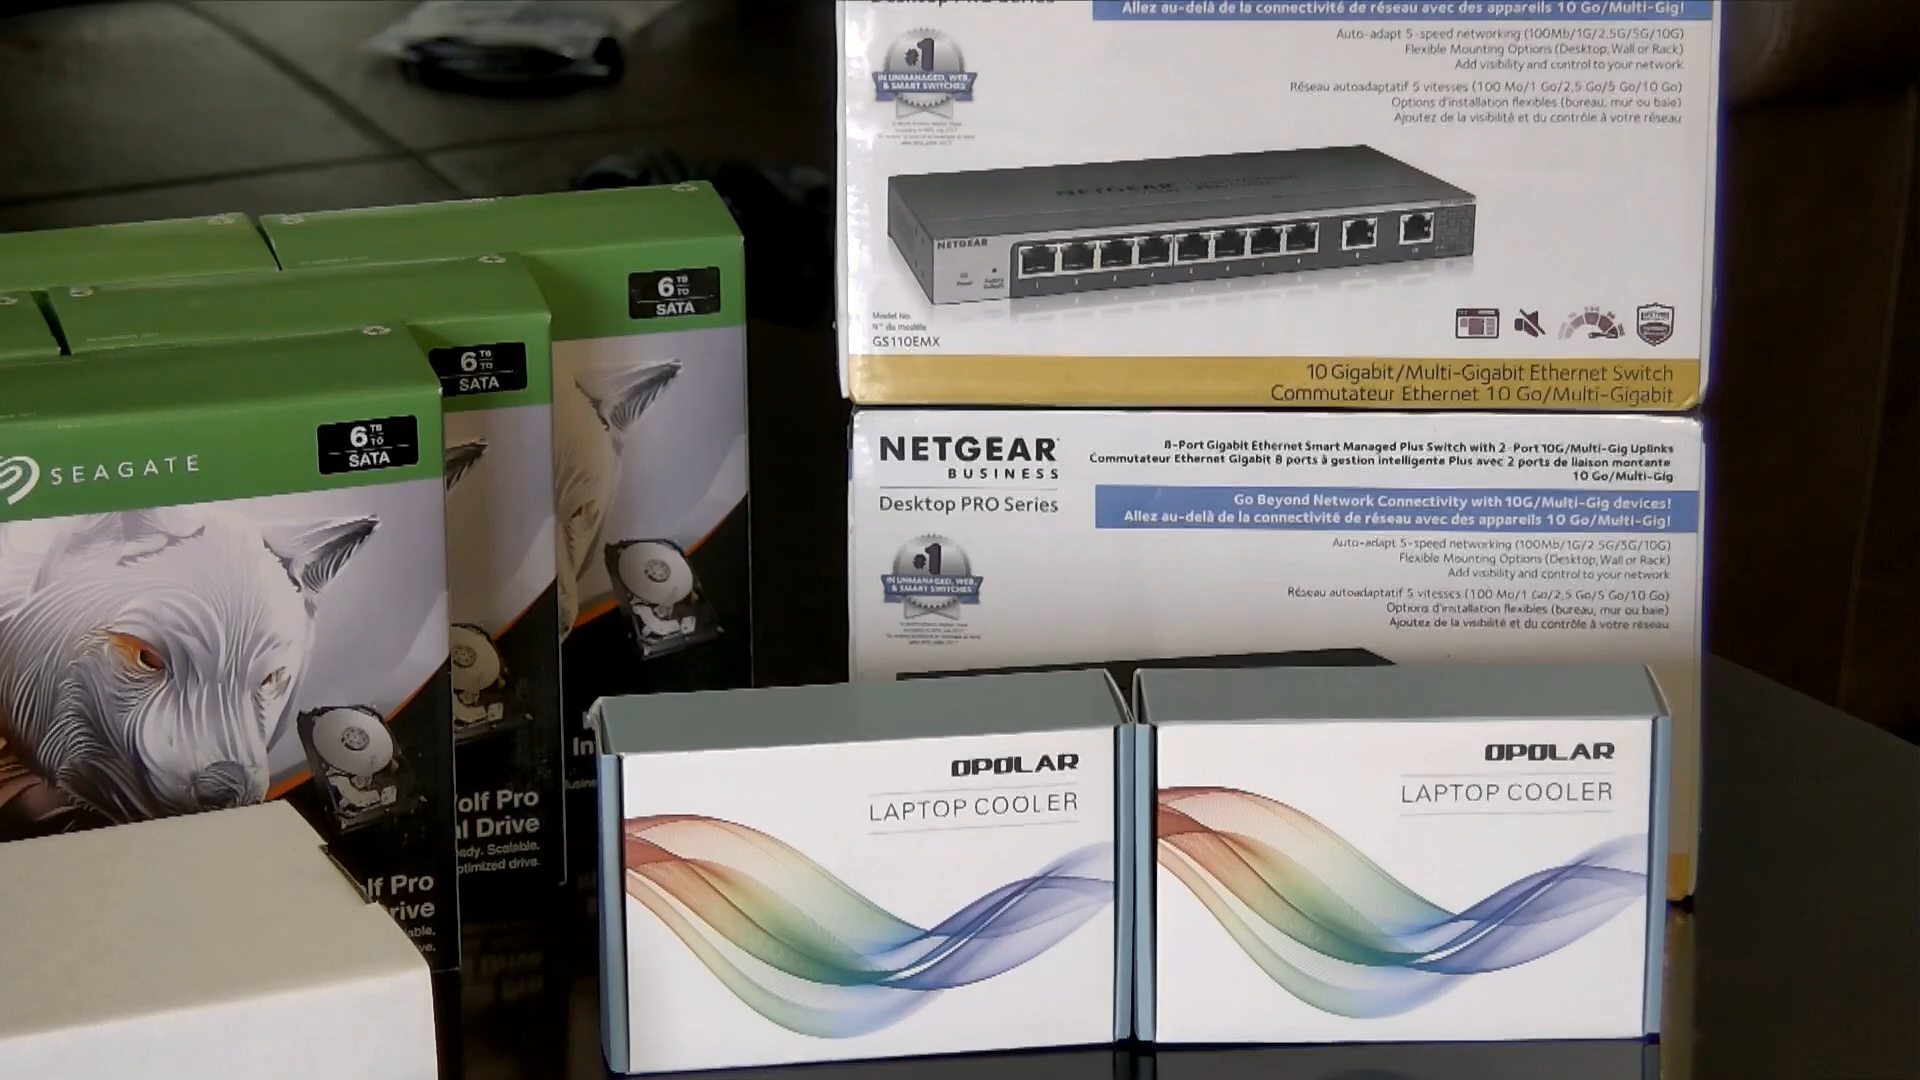 Allez au-delà de la connectivité de réseau avec des appareils 10 Go/Multi-Gig!
#1
IN UNMANAGED, WEB,
& SMART SWITCHES
Auto-adapt 5-speed networking (100Mb/1G/2.5G/5G/10G)
Flexible Mounting Options (Desktop, Wall or Rack)
Add visibility and control to your network
Réseau autoadaptatif 5 vitesses (100 Mo/1 Go/2,5 Go/5 Go/10 Go)
Options d'installation flexibles (bureau, mur ou baie)
Ajoutez de la visibilité et du contrôle à votre réseau
NETGEAR
NETGEAR
Model No.
N° du modèle
GS110EMX
10 Gigabit/Multi-Gigabit Ethernet Switch
Commutateur Ethernet 10 Go/Multi-Gigabit
NETGEAR
BUSINESS
Desktop PRO Series
8-Port Gigabit Ethernet Smart Managed Plus Switch with 2-Port 10G/Multi-Gig Uplinks
Commutateur Ethernet Gigabit 8 ports à gestion intelligente Plus avec 2 ports de liaison montante
10 Go/Multi-Gig
Go Beyond Network Connectivity with 10G/Multi-Gig devices!
Allez au-delà de la connectivité de réseau avec des appareils 10 Go/Multi-Gig!
#1
IN UNMANAGED, WEB,
& SMART SWITCHES
Auto-adapt 5-speed networking (100Mb/1G/2.5G/5G/10G)
Flexible Mounting Options (Desktop, Wall or Rack)
Add visibility and control to your network
Réseau autoadaptatif 5 vitesses (100 Mo/1 Go/2,5 Go/5 Go/10 Go)
Options d'installation flexibles (bureau, mur ou baie)
Ajoutez de la visibilité et du contrôle à votre réseau
6 TB TO
SATA
6 TB TO
SATA
6 TB TO
SATA
SEAGATE
olf Pro
l Drive
ady. Scalable.
ptimized drive.
lf Pro
rive
able.
ve.
OPOLAR
LAPTOP COOLER
OPOLAR
LAPTOP COOLER